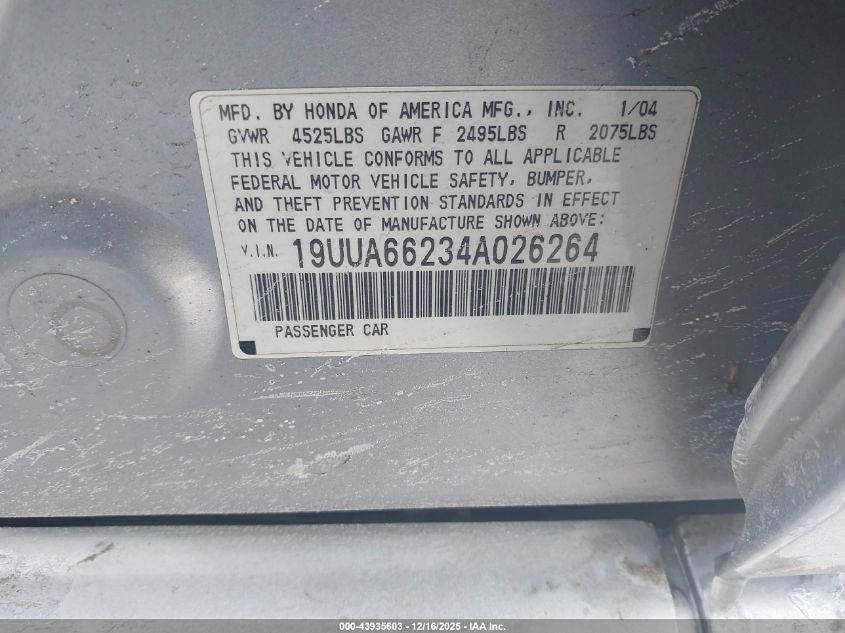 MFD. BY HONDA OF AMERICA MFG., INC. 1/04
GVWR 4525LBS GAWR F 2495LBS R 2075LBS
THIS VEHICLE CONFORMS TO ALL APPLICABLE
FEDERAL MOTOR VEHICLE SAFETY, BUMPER,
AND THEFT PREVENTION STANDARDS IN EFFECT
ON THE DATE OF MANUFACTURE SHOWN ABOVE:
V.I.N. 19UUA66234A026264
PASSENGER CAR
000-43935603 - 12/16/2025 - IAA Inc.